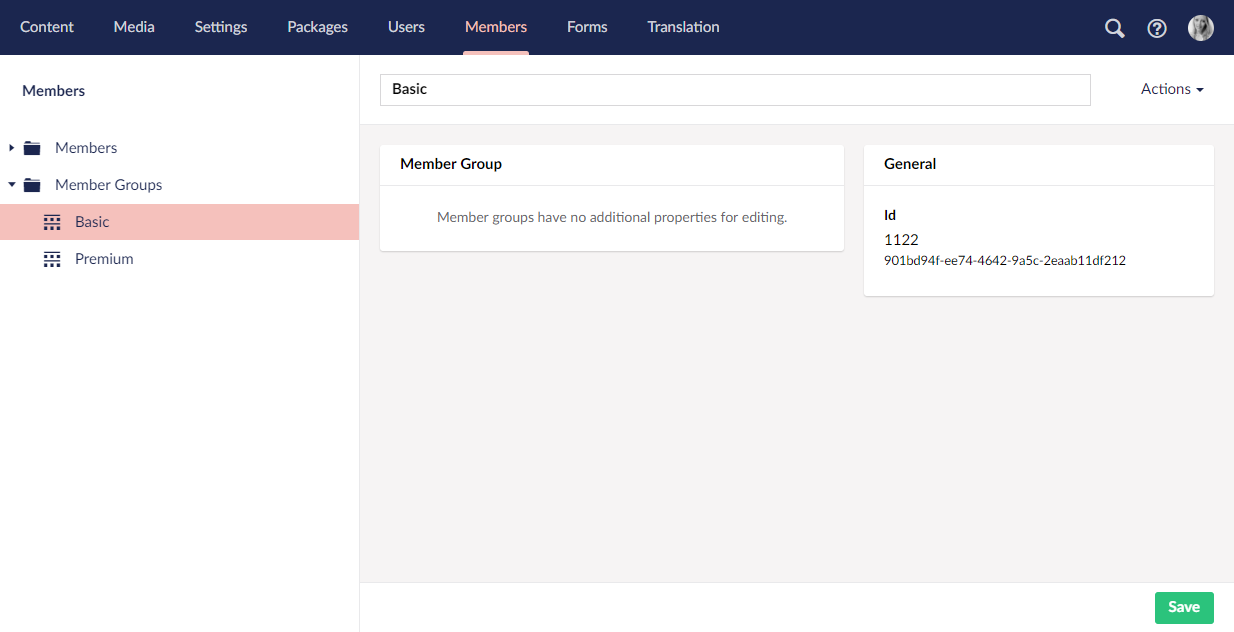 Content Media Settings Packages Users Members Forms Translation
Members
Members
Member Groups
Basic
Premium
Basic
Actions
Member Group
Member groups have no additional properties for editing.
General
Id
1122
901bd94f-ee74-4642-9a5c-2eaab11df212
Save